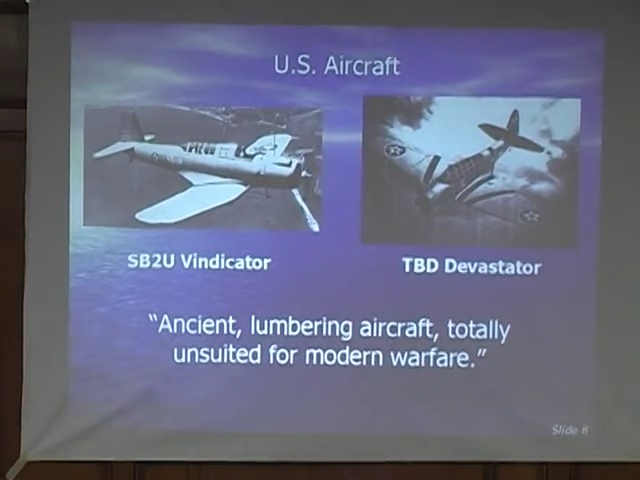 U.S. Aircraft
SB2U Vindicator
TBD Devastator
“Ancient, lumbering aircraft, totally
unsuited for modern warfare.”
Slide 8